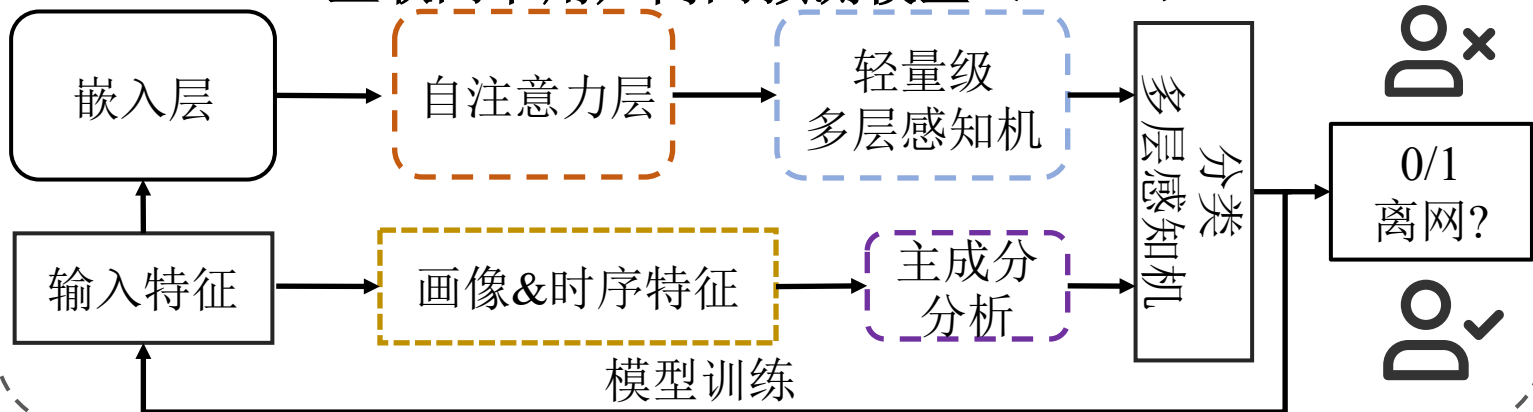 嵌入层
自注意力层
轻量级
多层感知机
分类
多层感知机
0/1
离网?
输入特征
画像&时序特征
主成分
分析
模型训练